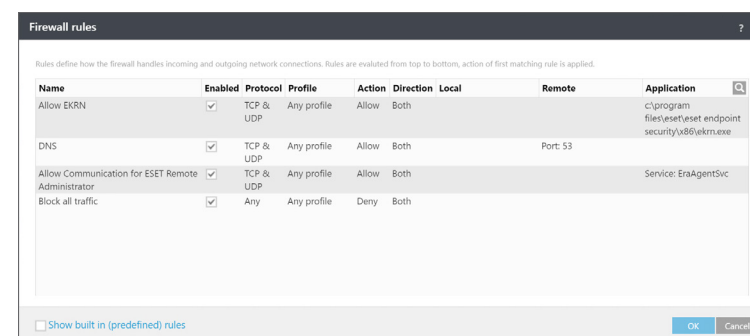 Firewall rules ?
Rules define how the firewall handles incoming and outgoing network connections. Rules are evaluated from top to bottom, action of first matching rule is applied.
Name Enabled Protocol Profile Action Direction Local Remote Application
Allow EKRN TCP & UDP Any profile Allow Both c:\program files\eset\eset endpoint security\x86\ekrn.exe
DNS TCP & UDP Any profile Allow Both Port: 53
Allow Communication for ESET Remote Administrator TCP & UDP Any profile Allow Both Service: EraAgentSvc
Block all traffic Any Any profile Deny Both
Show built in (predefined) rules OK Cancel